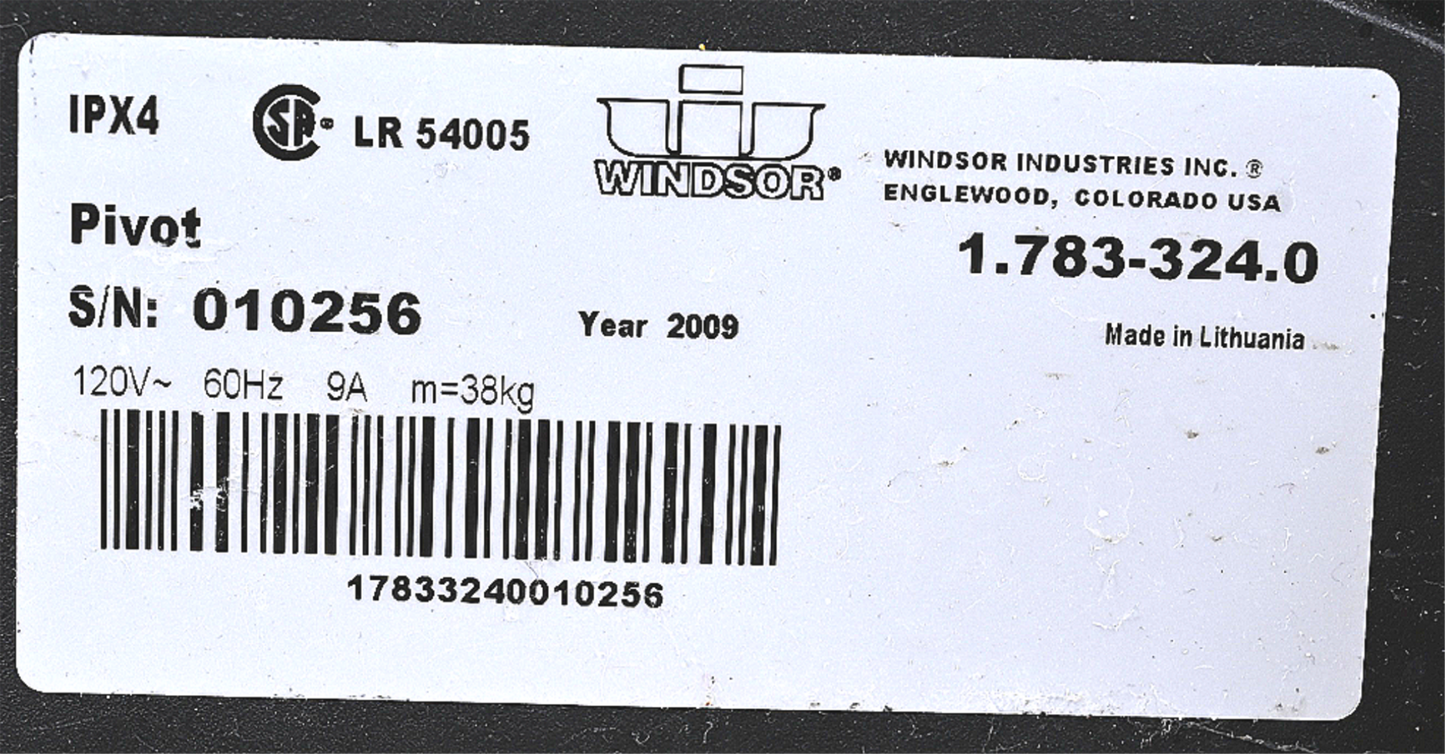 IPX4
SA® LR 54005
WINDSOR®
WINDSOR INDUSTRIES INC. ®
ENGLEWOOD, COLORADO USA
1.783-324.0
Pivot
S/N: 010256
Year 2009
Made in Lithuania
120V~ 60Hz 9A m=38kg
17833240010256